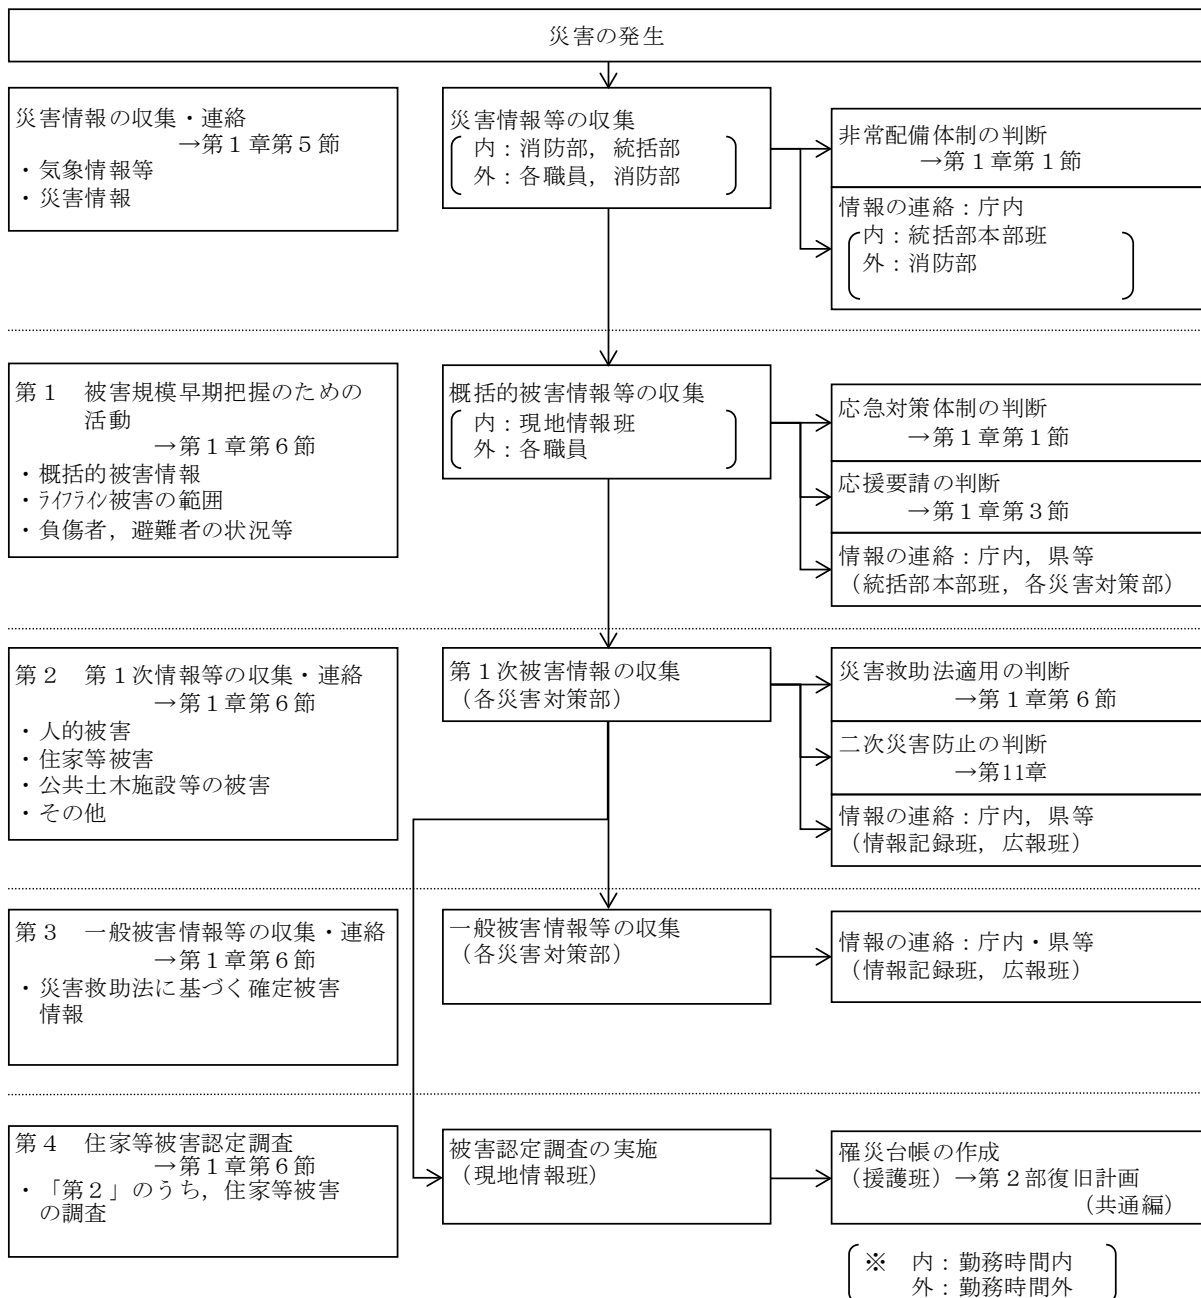 災害の発生
災害情報の収集・連絡
→第1章第5節
・気象情報等
・災害情報
災害情報等の収集
内：消防部，統括部
外：各職員，消防部
非常配備体制の判断
→第1章第1節
情報の連絡：庁内
内：統括部本部班
外：消防部
第1　被害規模早期把握のための
活動
→第1章第6節
・概括的被害情報
・ﾗｲﾌﾗｲﾝ被害の範囲
・負傷者，避難者の状況等
概括的被害情報等の収集
内：現地情報班
外：各職員
応急対策体制の判断
→第1章第1節
応援要請の判断
→第1章第3節
情報の連絡：庁内，県等
（統括部本部班，各災害対策部）
第2　第1次情報等の収集・連絡
→第1章第6節
・人的被害
・住家等被害
・公共土木施設等の被害
・その他
第1次被害情報の収集
（各災害対策部）
災害救助法適用の判断
→第1章第6節
二次災害防止の判断
→第11章
情報の連絡：庁内，県等
（情報記録班，広報班）
第3　一般被害情報等の収集・連絡
→第1章第6節
・災害救助法に基づく確定被害
情報
一般被害情報等の収集
（各災害対策部）
情報の連絡：庁内・県等
（情報記録班，広報班）
第4　住家等被害認定調査
→第1章第6節
・「第2」のうち，住家等被害
の調査
被害認定調査の実施
（現地情報班）
罹災台帳の作成
（援護班）→第2部復旧計画
（共通編）
※　内：勤務時間内
外：勤務時間外